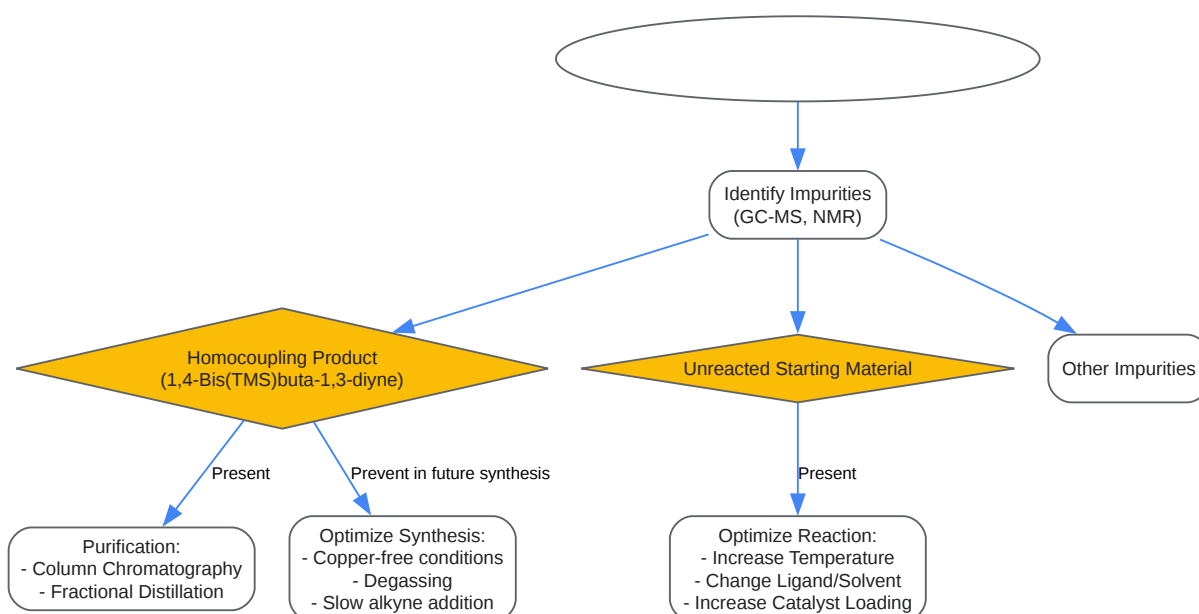 Identify Impurities
(GC-MS, NMR)
Homocoupling Product
(1,4-Bis(TMS)buta-1,3-diyne)
Unreacted Starting Material
Other Impurities
Present
Prevent in future synthesis
Present
Purification:
- Column Chromatography
- Fractional Distillation
Optimize Synthesis:
- Copper-free conditions
- Degassing
- Slow alkyne addition
Optimize Reaction:
- Increase Temperature
- Change Ligand/Solvent
- Increase Catalyst Loading